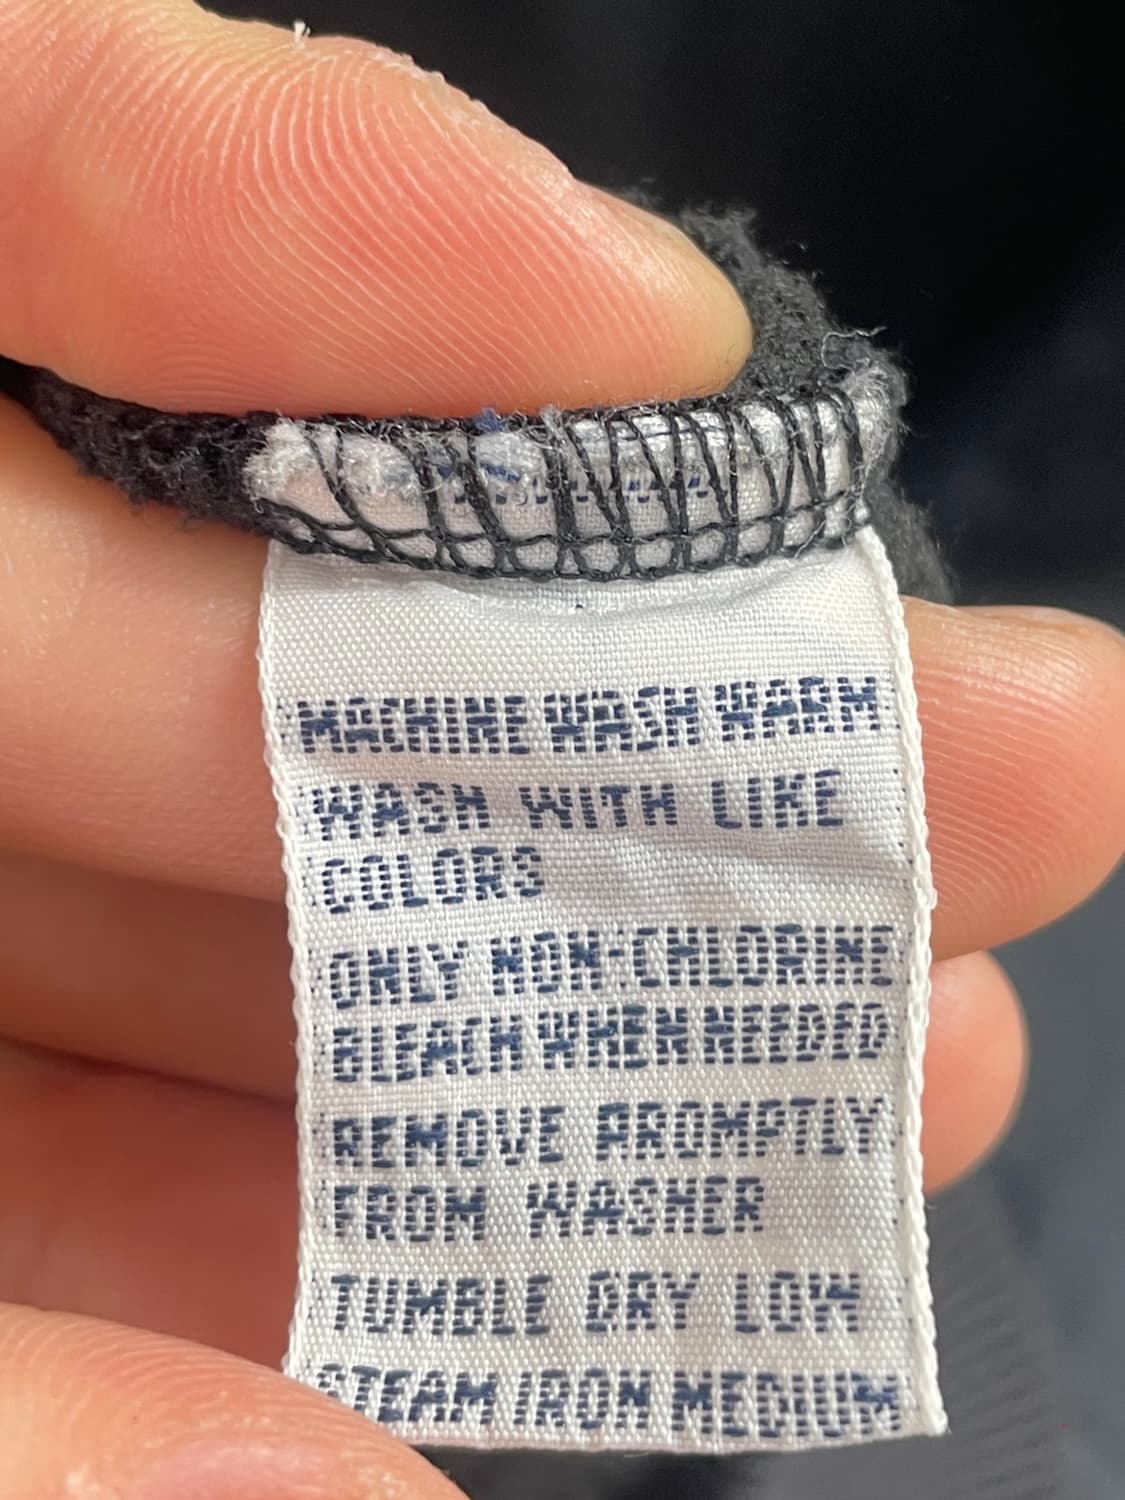 MACHINE WASH WARM
WASH WITH LIKE
COLORS
ONLY NON-CHLORINE
BLEACH WHEN NEEDED
REMOVE PROMPTLY
FROM WASHER
TUMBLE DRY LOW
STEAM IRON MEDIUM